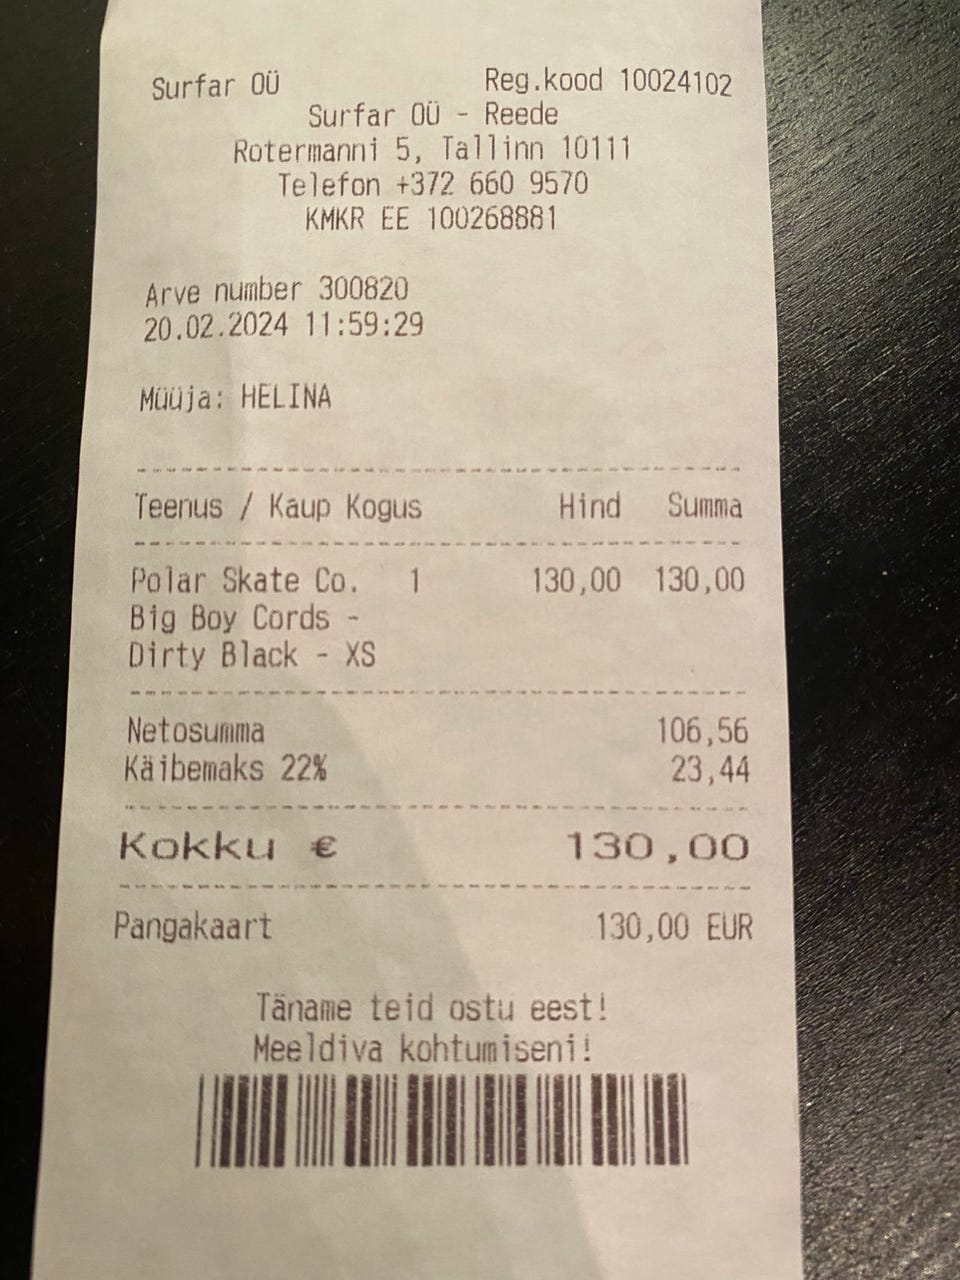 Surfar OÜ Reg.kood 10024102
Surfar OÜ - Reede
Rotermanni 5, Tallinn 10111
Telefon +372 660 9570
KMKR EE 100268881
Arve number 300820
20.02.2024 11:59:29
Müüja: HELINA
Teenus / Kaup Kogus Hind Summa
Polar Skate Co. 1 130,00 130,00
Big Boy Cords -
Dirty Black - XS
Netosumma 106,56
Käibemaks 22% 23,44
Kokku € 130,00
Pangakaart 130,00 EUR
Täname teid ostu eest!
Meeldiva kohtumiseni!